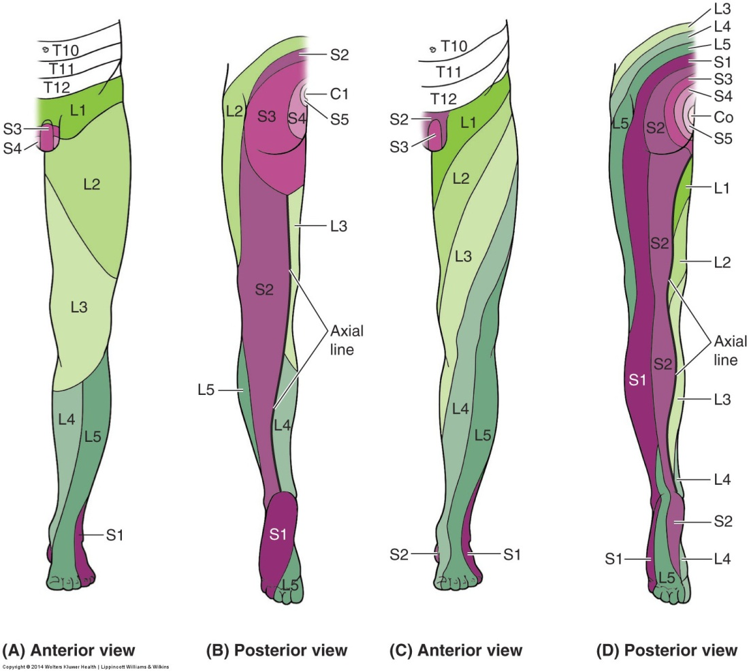 T10
T11
T12
L1
S3
S4
L2
L3
L4
L5
S1
S2
L2
S3
S4
C1
S5
L3
S2
Axial
line
L5
L4
S1
L5
T10
T11
T12
S2
L1
S3
L2
L3
L4
L5
S2
S1
L3
L4
L5
S1
S3
S4
Co
S5
L5
S2
L1
S2
L2
Axial
line
S1
S2
L3
L4
S2
S1
L5
L4
(A) Anterior view
(B) Posterior view
(C) Anterior view
(D) Posterior view
Copyright © 2014 Wolters Kluwer Health | Lippincott Williams & Wilkins